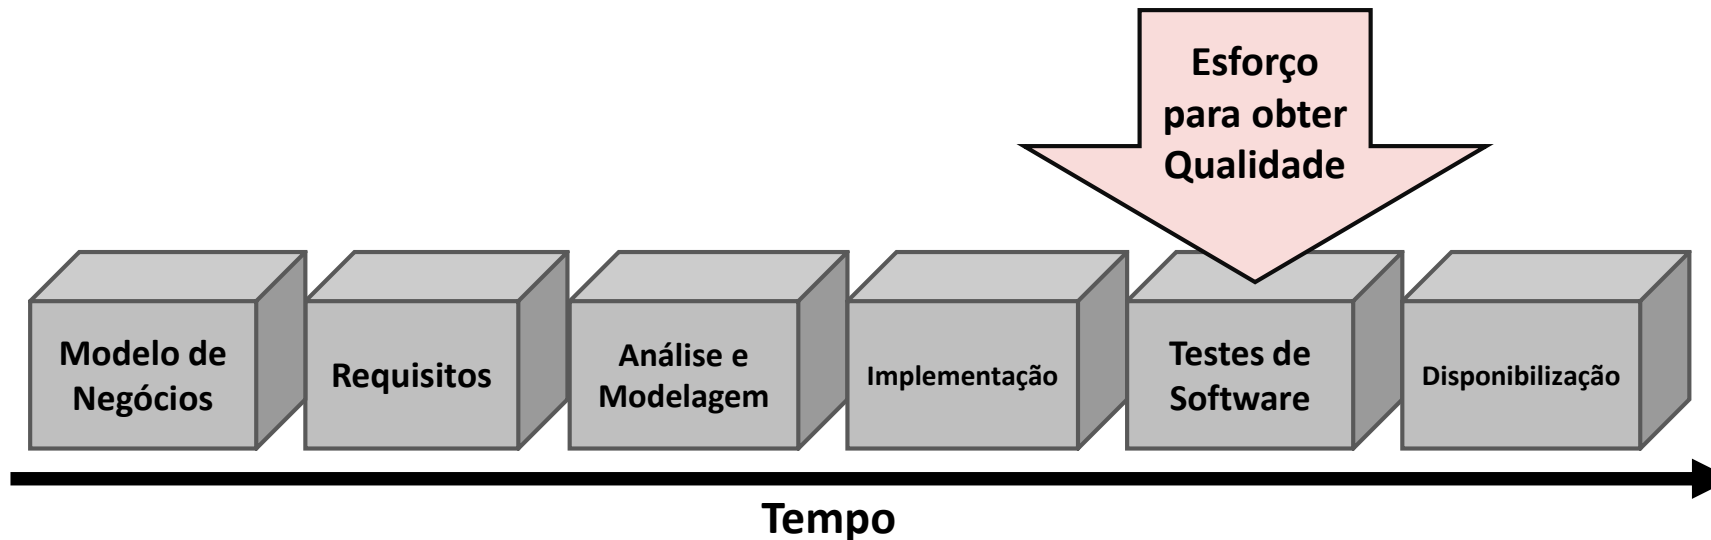 Esforço
para obter
Qualidade
Modelo de
Negócios
Requisitos
Análise e
Modelagem
Implementação
Testes de
Software
Disponibilização
Tempo